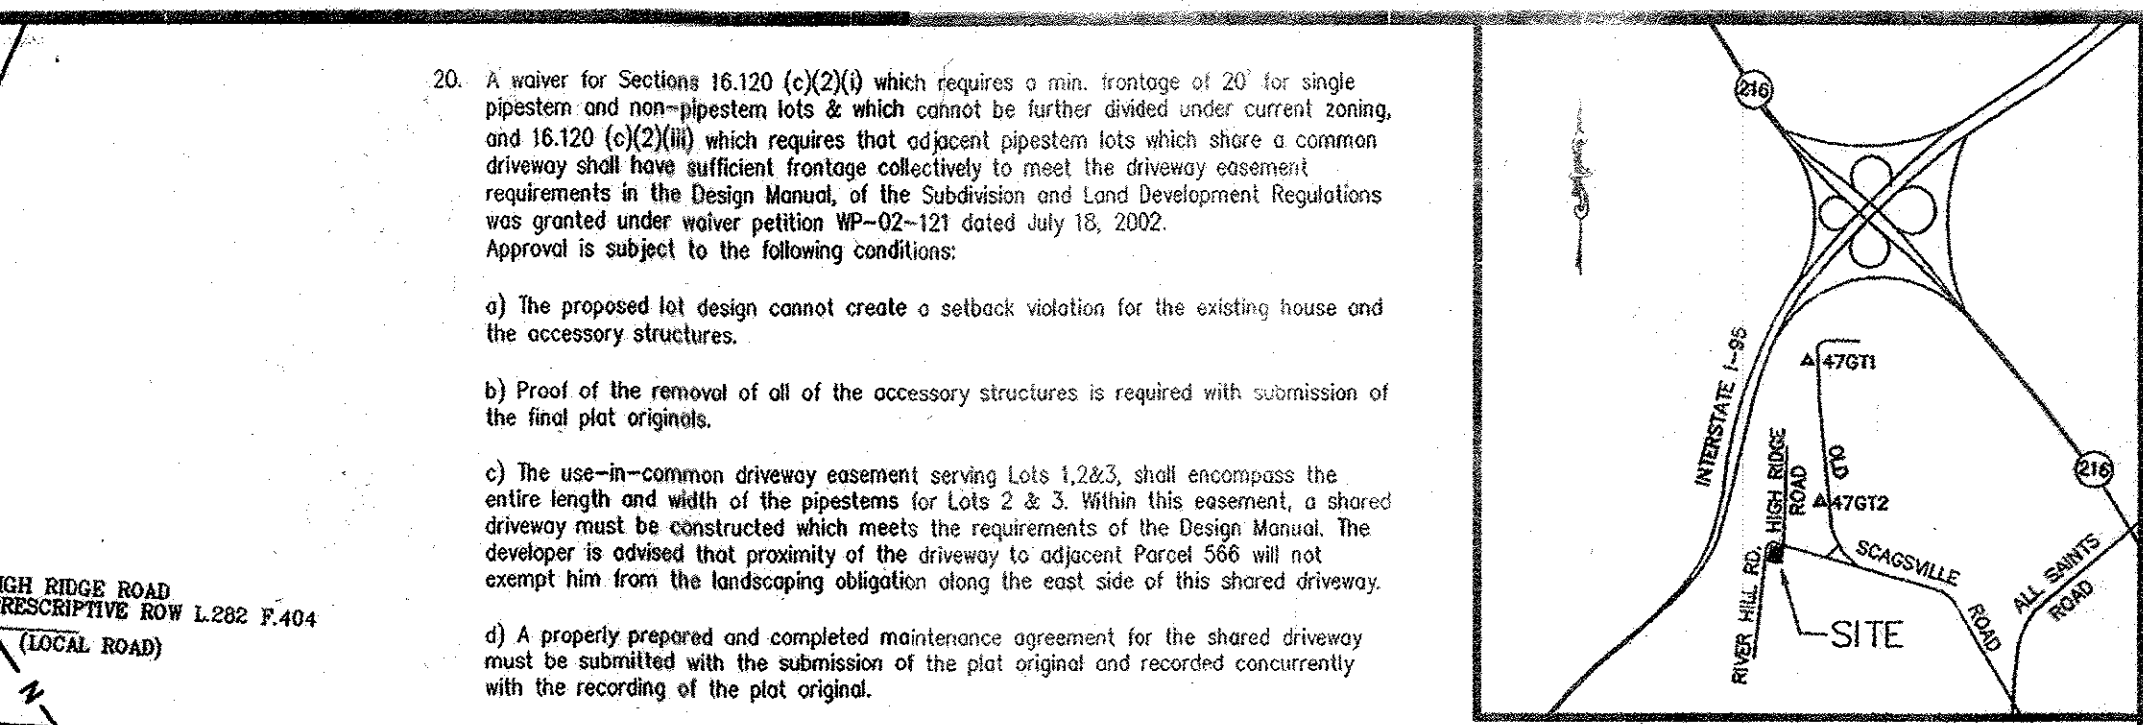 20. A waiver for Sections 16.120 (c)(2)(i) which requires a min. frontage of 20' for single
pipestem and non-pipestem lots & which cannot be further divided under current zoning,
and 16.120 (c)(2)(iii) which requires that adjacent pipestem lots which share a common
driveway shall have sufficient frontage collectively to meet the driveway easement
requirements in the Design Manual, of the Subdivision and Land Development Regulations
was granted under waiver petition WP-02-121 dated July 18, 2002.
Approval is subject to the following conditions:
a) The proposed lot design cannot create a setback violation for the existing house and
the accessory structures.
b) Proof of the removal of all of the accessory structures is required with submission of
the final plat originals.
c) The use-in-common driveway easement serving Lots 1,2&3, shall encompass the
entire length and width of the pipestems for Lots 2 & 3. Within this easement, a shared
driveway must be constructed which meets the requirements of the Design Manual. The
developer is advised that proximity of the driveway to adjacent Parcel 566 will not
exempt him from the landscaping obligation along the east side of this shared driveway.
d) A properly prepared and completed maintenance agreement for the shared driveway
must be submitted with the submission of the plat original and recorded concurrently
with the recording of the plat original.
IGH RIDGE ROAD
RESCRIPTIVE ROW L.282 F.404
(LOCAL ROAD)
N
216
INTERSTATE I-95
47GT1
OLD
HIGH RIDGE
ROAD
47GT2
216
SCAGSVILLE
ROAD
ALL SAINTS
ROAD
RIVER HILL RD.
SITE